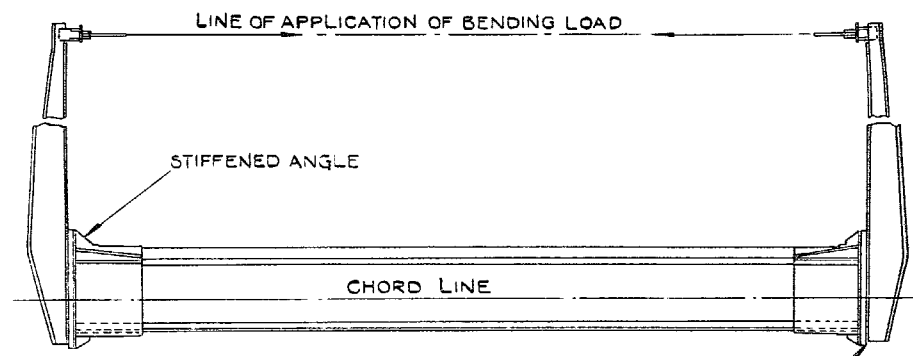 LINE OF APPLICATION OF BENDING LOAD
STIFFENED ANGLE
CHORD LINE